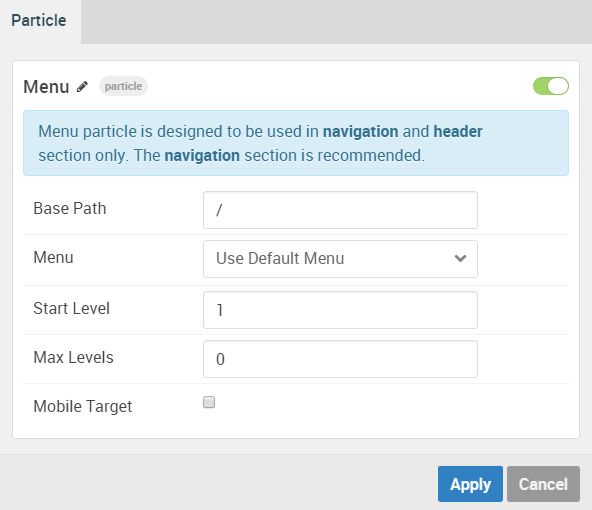 Particle
Menu particle
Menu particle is designed to be used in navigation and header
section only. The navigation section is recommended.
Base Path /
Menu Use Default Menu
Start Level 1
Max Levels 0
Mobile Target
Apply Cancel